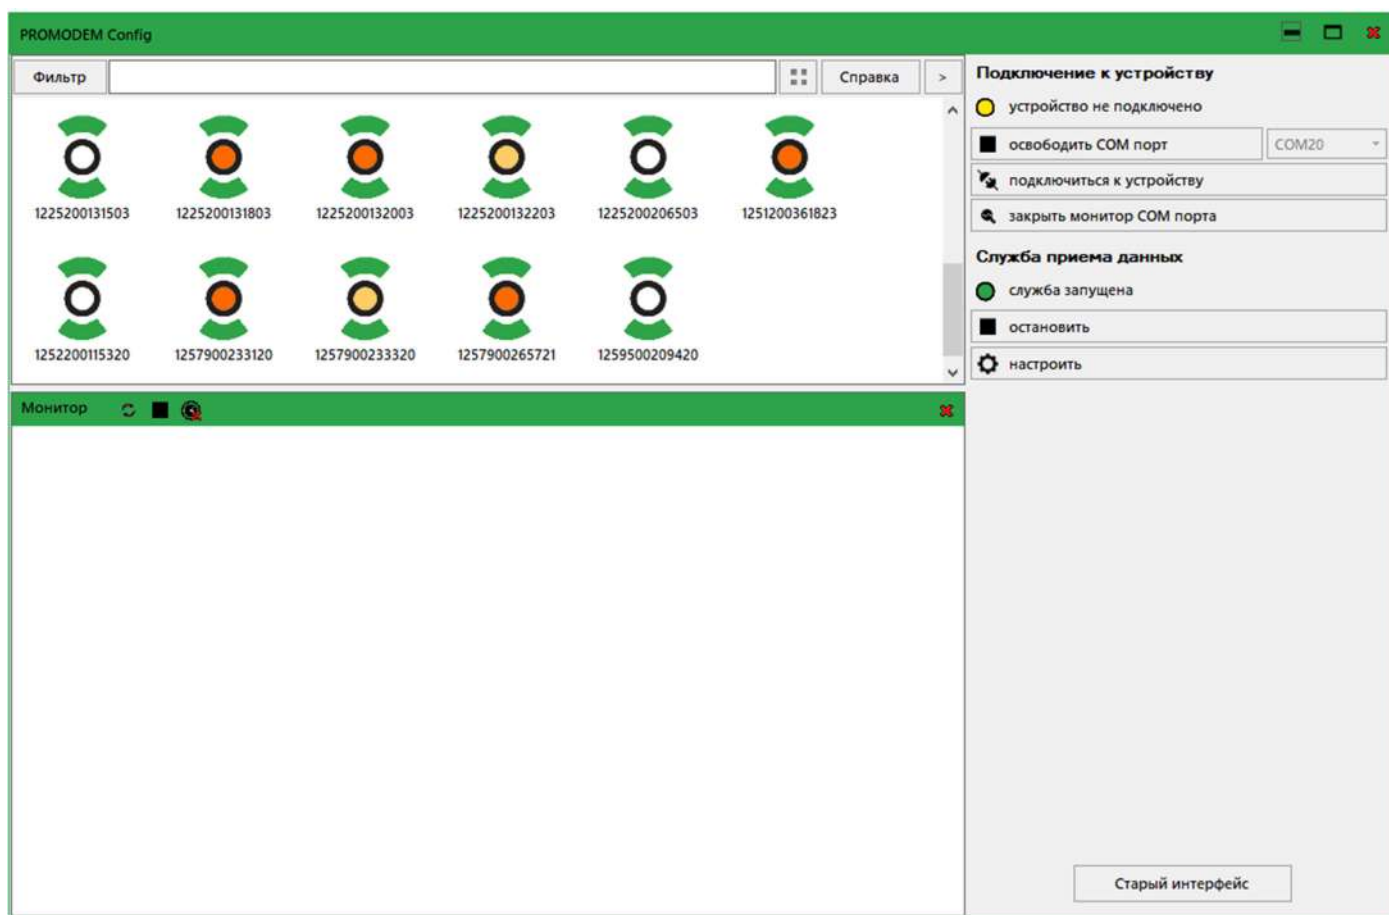 PROMODEM Config
Фильтр
Справка
>
1225200131503 1225200131803 1225200132003 1225200132203 1225200206503 1251200361823
1252200115320 1257900233120 1257900233320 1257900265721 1259500209420
Монитор
Подключение к устройству
устройство не подключено
освободить COM порт COM20
подключиться к устройству
закрыть монитор COM порта
Служба приема данных
служба запущена
остановить
настроить
Старый интерфейс